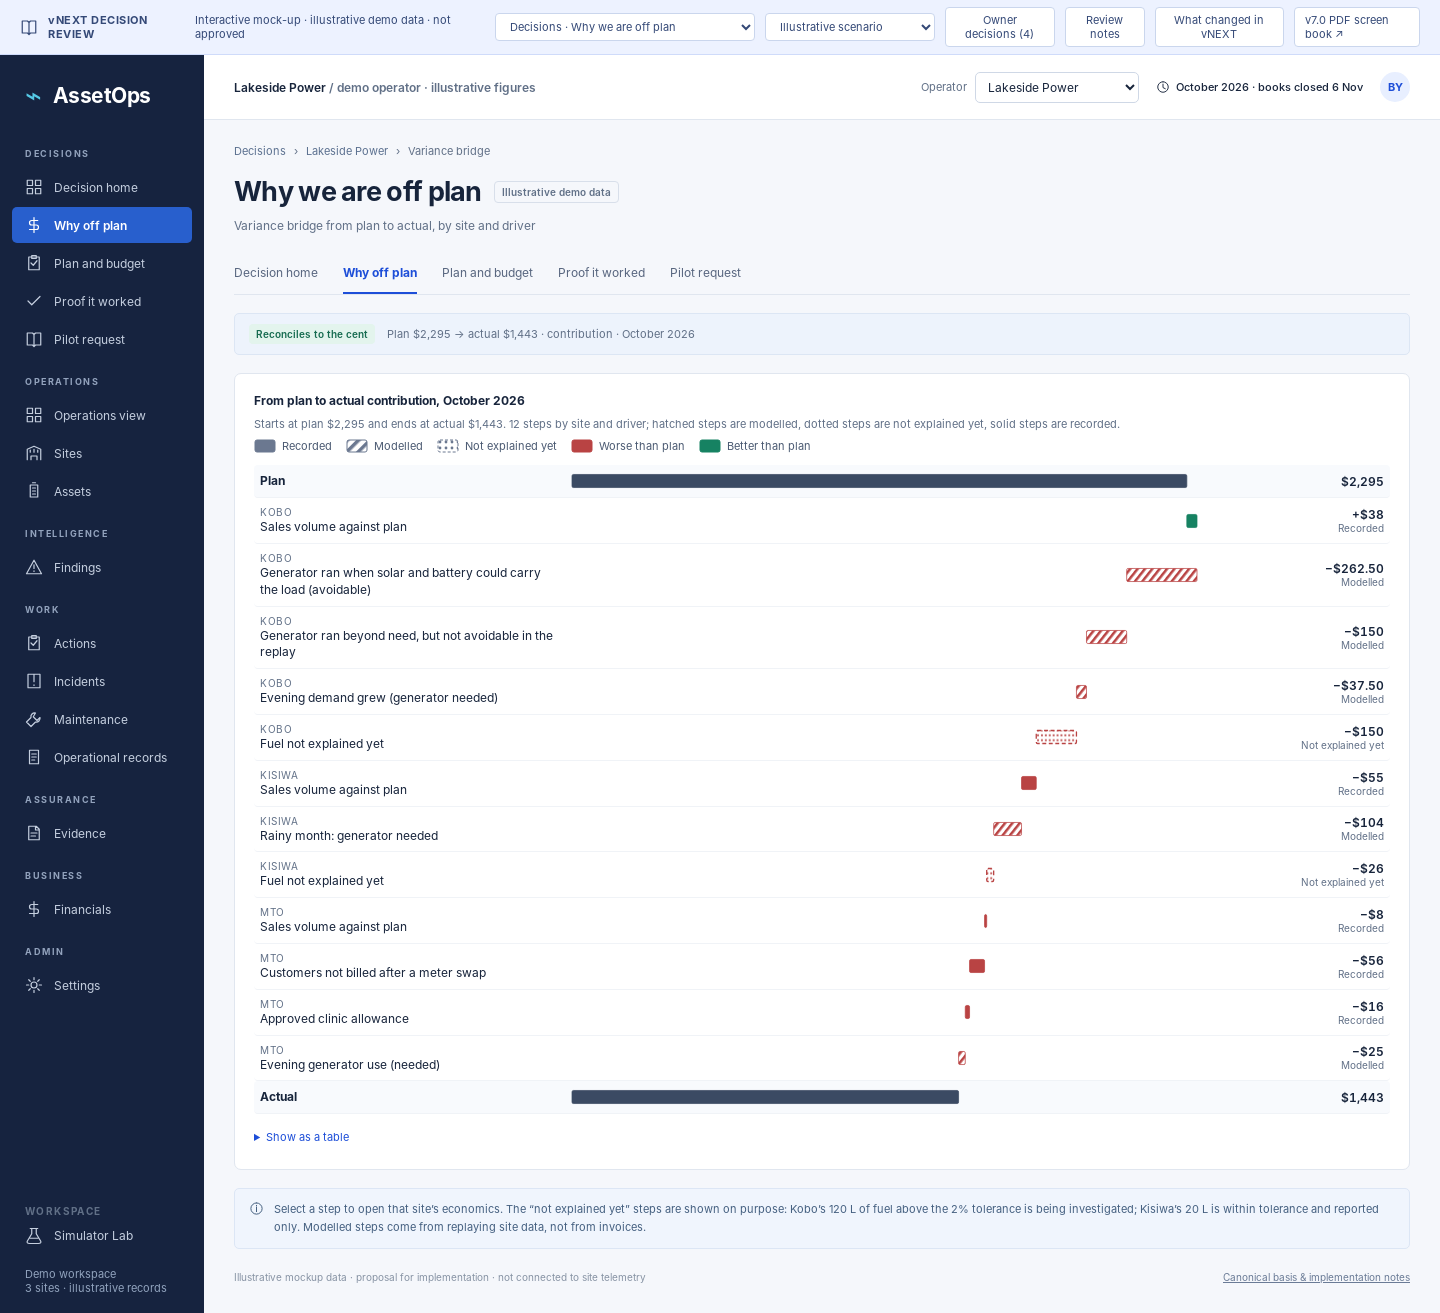 vNEXT DECISION REVIEW
Interactive mock-up · illustrative demo data · not approved
Decisions · Why we are off plan
Illustrative scenario
Owner decisions (4)
Review notes
What changed in vNEXT
v7.0 PDF screen book ↗
AssetOps
DECISIONS
Decision home
Why off plan
Plan and budget
Proof it worked
Pilot request
OPERATIONS
Operations view
Sites
Assets
INTELLIGENCE
Findings
WORK
Actions
Incidents
Maintenance
Operational records
ASSURANCE
Evidence
BUSINESS
Financials
ADMIN
Settings
WORKSPACE
Simulator Lab
Demo workspace
3 sites · illustrative records
Lakeside Power / demo operator · illustrative figures
Operator
Lakeside Power
October 2026 · books closed 6 Nov
BY
Decisions › Lakeside Power › Variance bridge
Why we are off plan
Illustrative demo data
Variance bridge from plan to actual, by site and driver
Decision home
Why off plan
Plan and budget
Proof it worked
Pilot request
Reconciles to the cent
Plan $2,295 → actual $1,443 · contribution · October 2026
From plan to actual contribution, October 2026
Starts at plan $2,295 and ends at actual $1,443. 12 steps by site and driver; hatched steps are modelled, dotted steps are not explained yet, solid steps are recorded.
Recorded
Modelled
Not explained yet
Worse than plan
Better than plan
Plan
$2,295
KOBO
Sales volume against plan
+$38
Recorded
KOBO
Generator ran when solar and battery could carry
the load (avoidable)
−$262.50
Modelled
KOBO
Generator ran beyond need, but not avoidable in the
replay
−$150
Modelled
KOBO
Evening demand grew (generator needed)
−$37.50
Modelled
KOBO
Fuel not explained yet
−$150
Not explained yet
KISIWA
Sales volume against plan
−$55
Recorded
KISIWA
Rainy month: generator needed
−$104
Modelled
KISIWA
Fuel not explained yet
−$26
Not explained yet
MTO
Sales volume against plan
−$8
Recorded
MTO
Customers not billed after a meter swap
−$56
Recorded
MTO
Approved clinic allowance
−$16
Recorded
MTO
Evening generator use (needed)
−$25
Modelled
Actual
$1,443
▶ Show as a table
Select a step to open that site's economics. The “not explained yet” steps are shown on purpose: Kobo's 120 L of fuel above the 2% tolerance is being investigated; Kisiwa's 20 L is within tolerance and reported
only. Modelled steps come from replaying site data, not from invoices.
Illustrative mockup data · proposal for implementation · not connected to site telemetry
Canonical basis & implementation notes